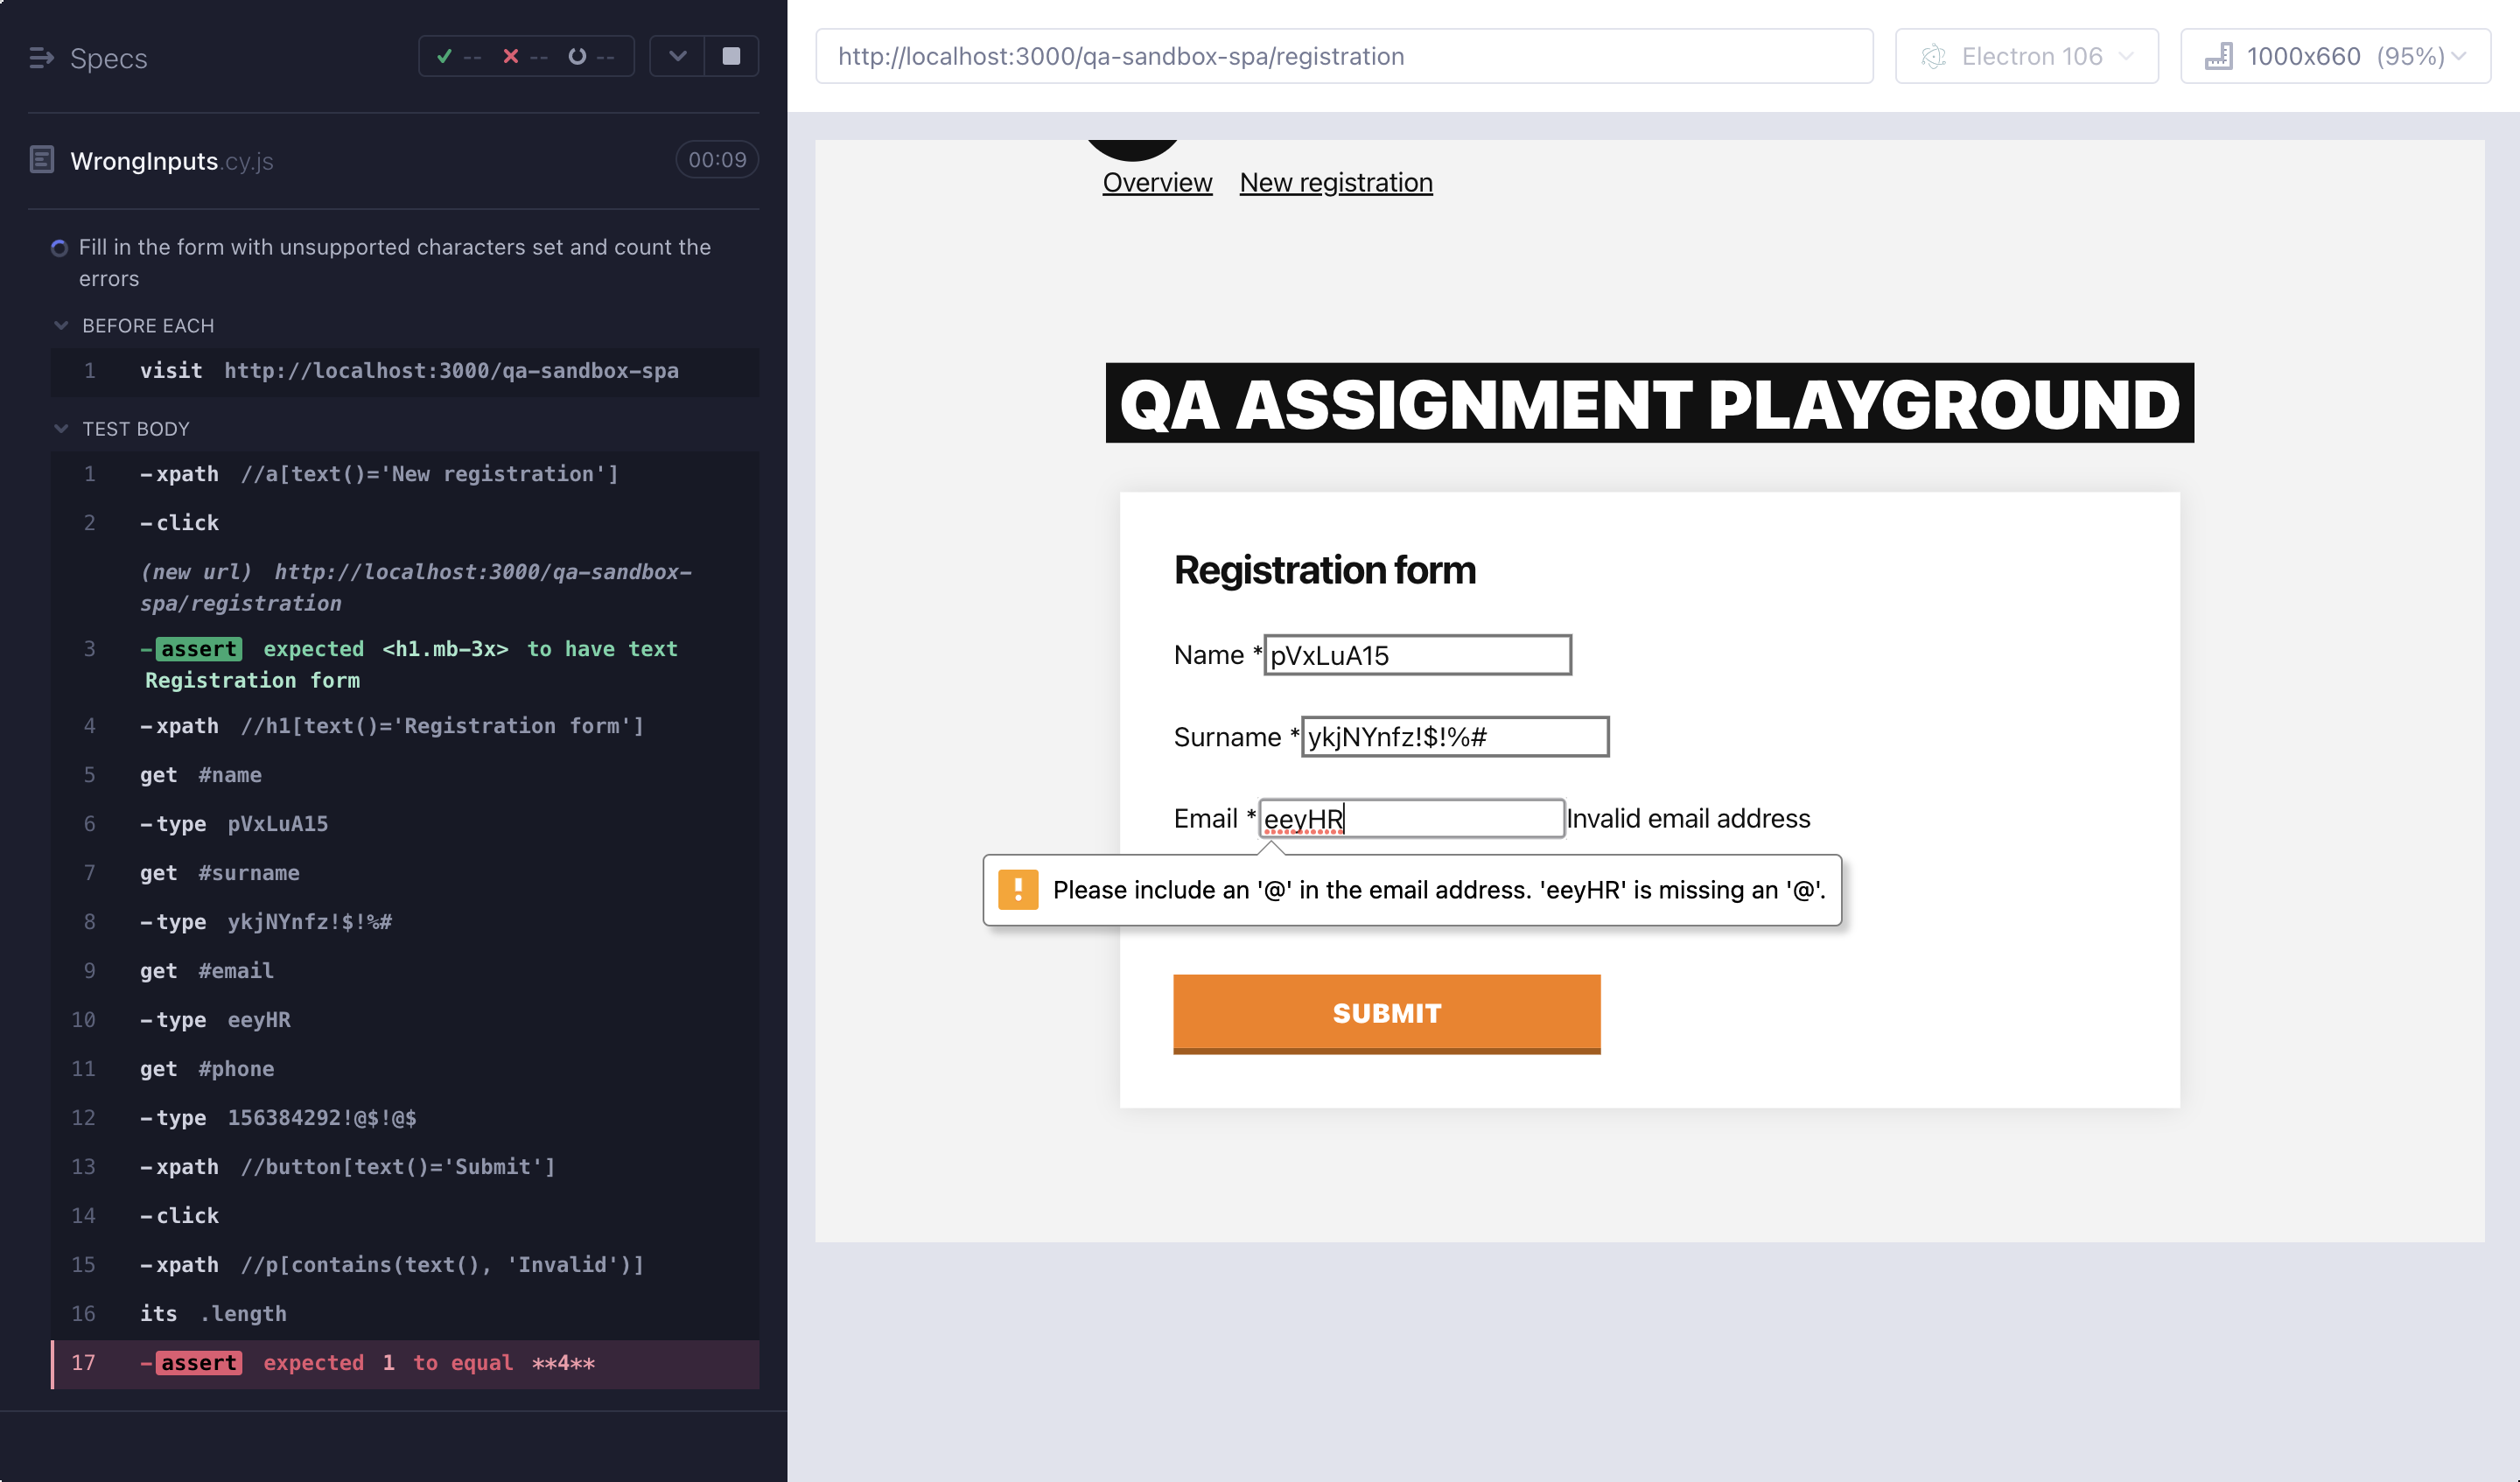 Specs
-- -- --
WrongInputs.cy.js 00:09
Fill in the form with unsupported characters set and count the
errors
BEFORE EACH
1 visit http://localhost:3000/qa-sandbox-spa
TEST BODY
1 -xpath //a[text()='New registration']
2 -click
(new url) http://localhost:3000/qa-sandbox-
spa/registration
3 -assert expected <h1.mb-3x> to have text
Registration form
4 -xpath //h1[text()='Registration form']
5 get #name
6 -type pVxLuA15
7 get #surname
8 -type ykjNYnfz!$!%#
9 get #email
10 -type eeyHR
11 get #phone
12 -type 156384292!@$!@$
13 -xpath //button[text()='Submit']
14 -click
15 -xpath //p[contains(text(), 'Invalid')]
16 its .length
17 -assert expected 1 to equal **4**
http://localhost:3000/qa-sandbox-spa/registration
Electron 106
1000x660 (95%)
Overview New registration
QA ASSIGNMENT PLAYGROUND
Registration form
Name * pVxLuA15
Surname * ykjNYnfz!$!%#
Email * eeyHR Invalid email address
Please include an '@' in the email address. 'eeyHR' is missing an '@'.
SUBMIT